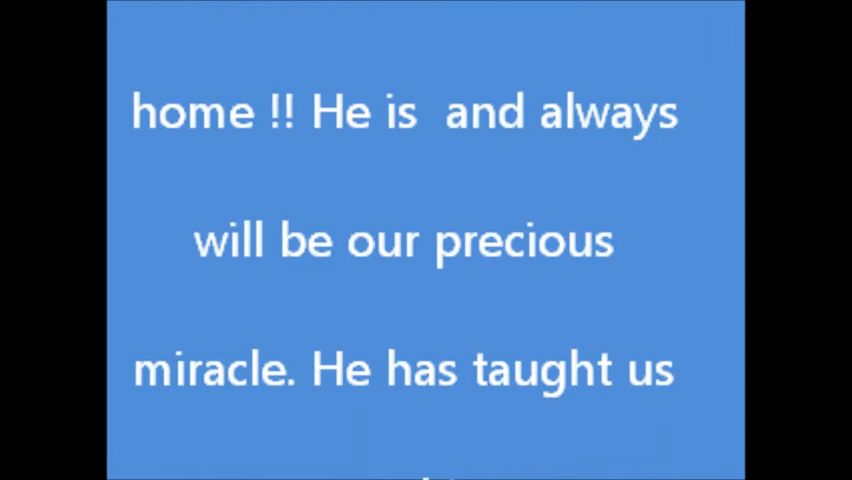 home !! He is  and always
will be our precious
miracle. He has taught us